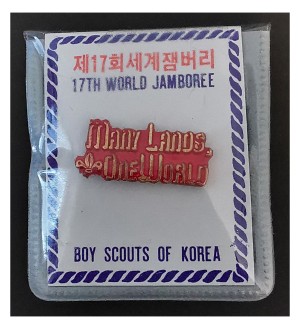 제17회세계잼버리
17TH WORLD JAMBOREE
MANY LANDS,
ONE WORLD
BOY SCOUTS OF KOREA